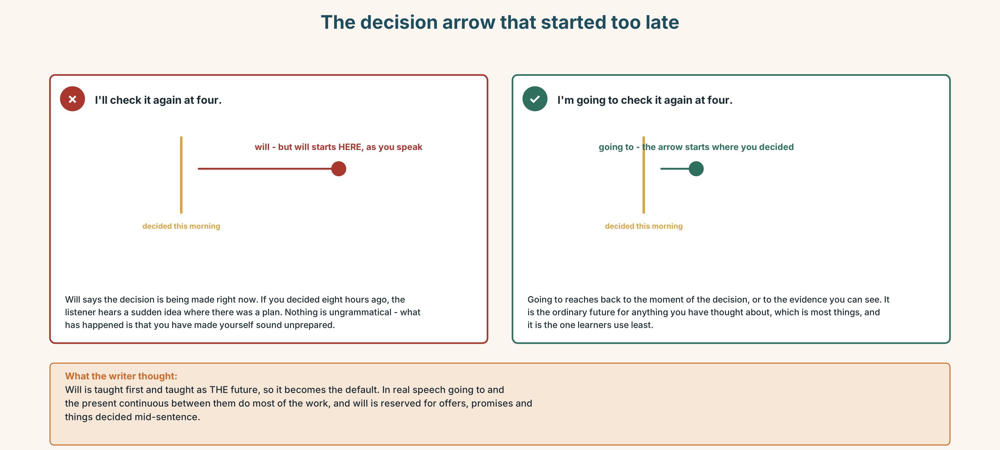 The decision arrow that started too late
I'll check it again at four.
will - but will starts HERE, as you speak
decided this morning
Will says the decision is being made right now. If you decided eight hours ago, the
listener hears a sudden idea where there was a plan. Nothing is ungrammatical - what
has happened is that you have made yourself sound unprepared.
I'm going to check it again at four.
going to - the arrow starts where you decided
decided this morning
Going to reaches back to the moment of the decision, or to the evidence you can see. It
is the ordinary future for anything you have thought about, which is most things, and
it is the one learners use least.
What the writer thought:
Will is taught first and taught as THE future, so it becomes the default. In real speech going to and
the present continuous between them do most of the work, and will is reserved for offers, promises and
things decided mid-sentence.